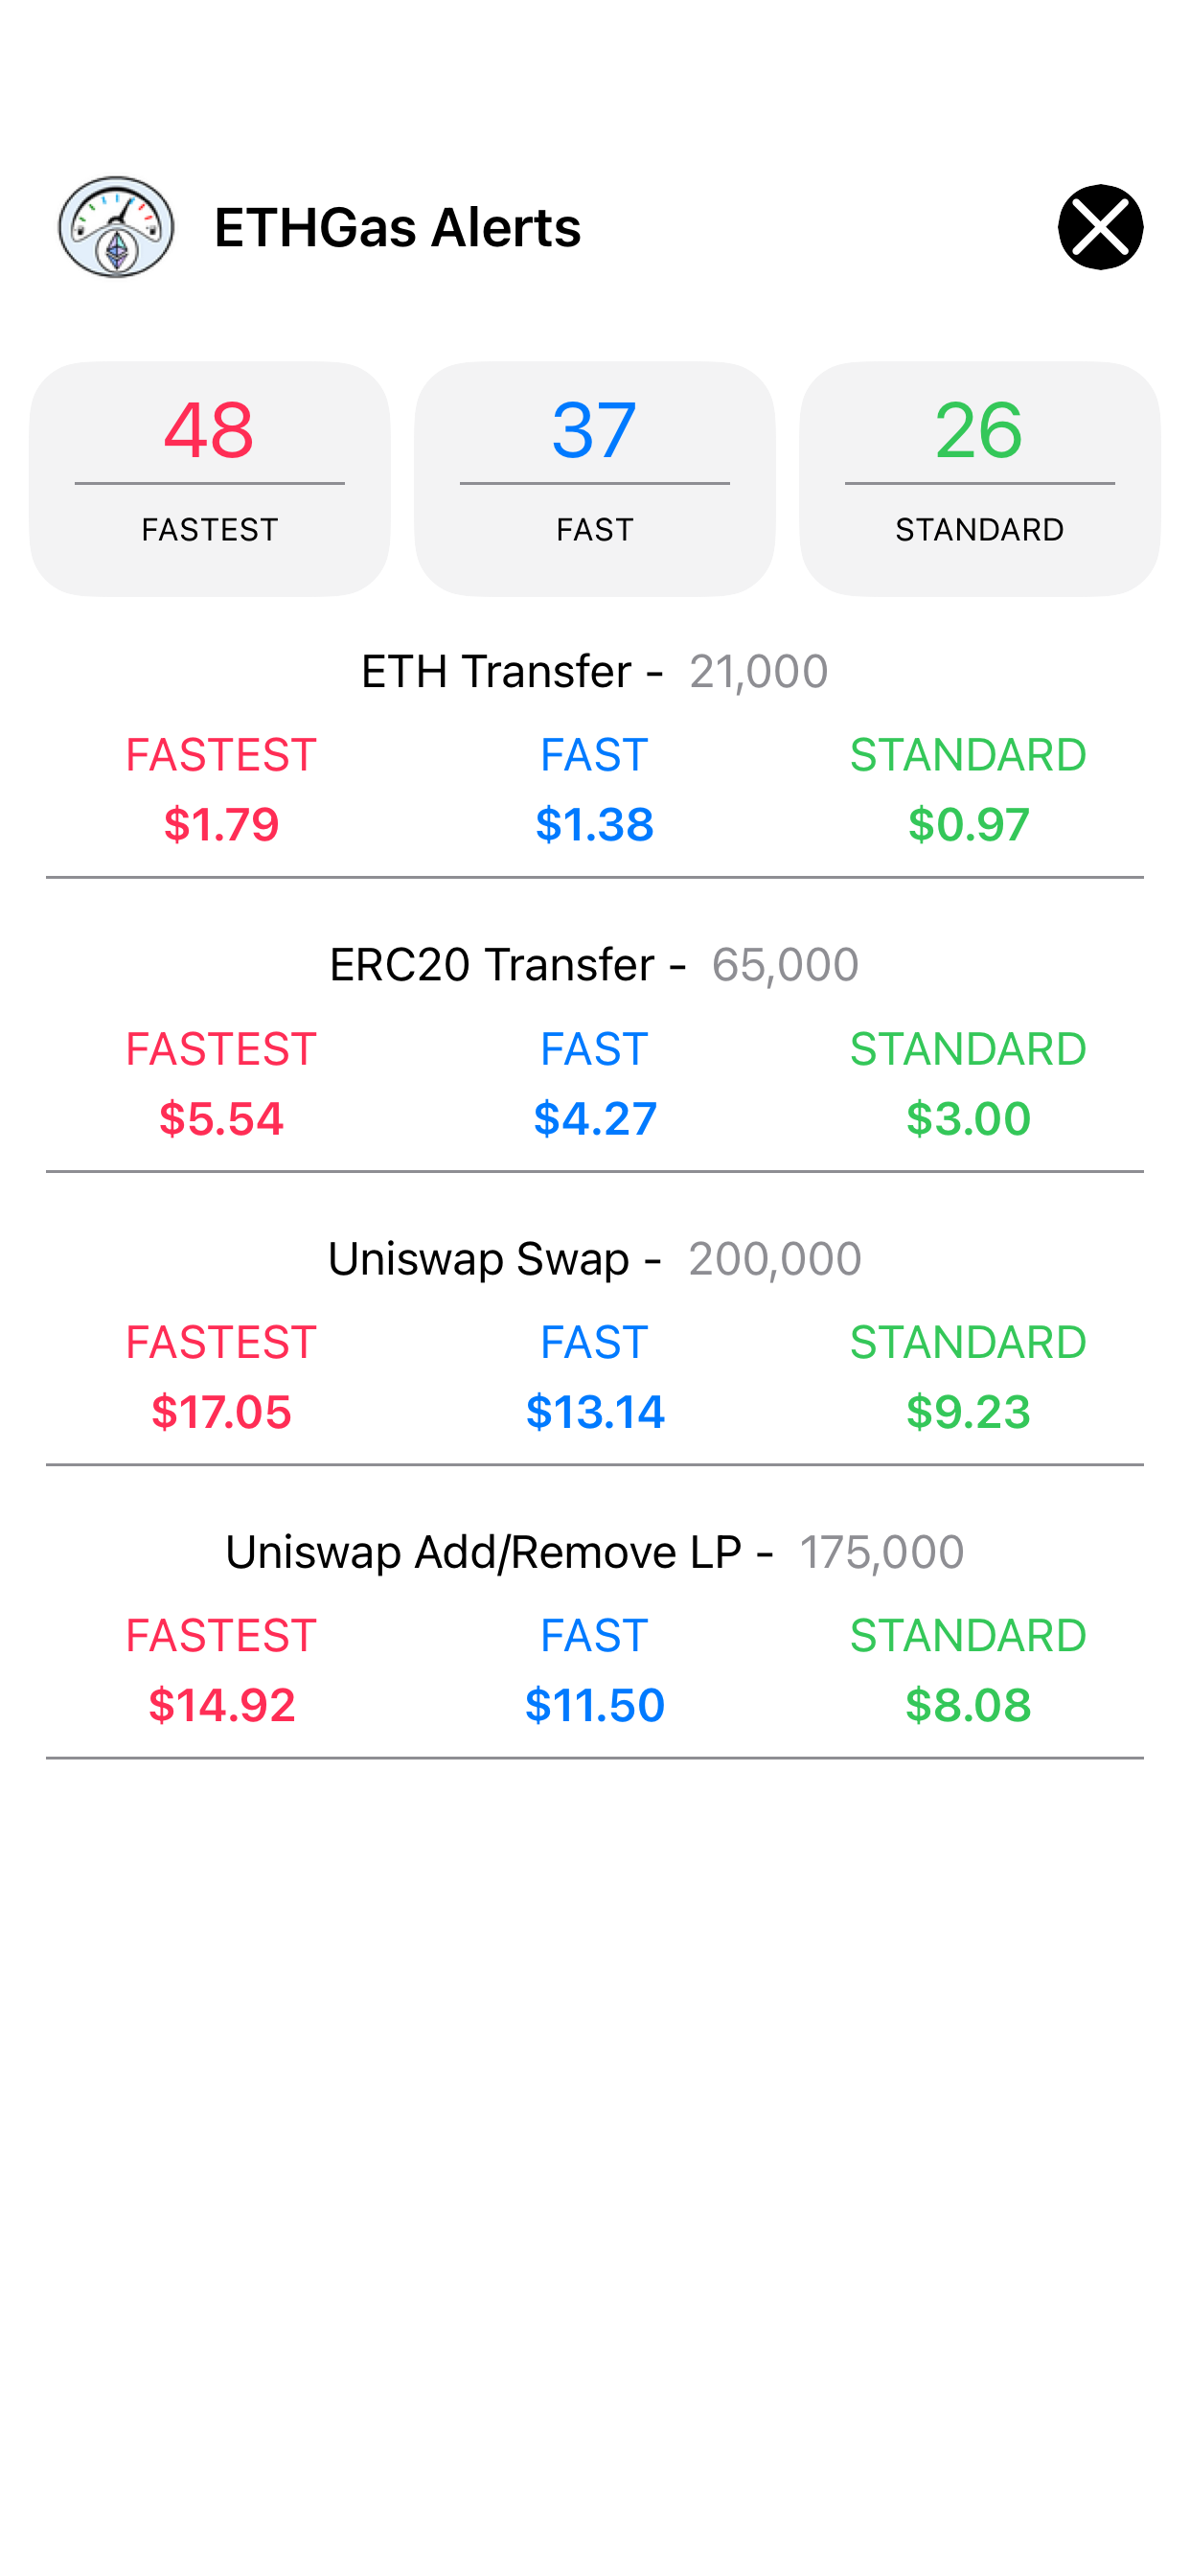 ETHGas Alerts
48 37 26
FASTEST FAST STANDARD
ETH Transfer - 21,000
FASTEST FAST STANDARD
$1.79 $1.38 $0.97
ERC20 Transfer - 65,000
FASTEST FAST STANDARD
$5.54 $4.27 $3.00
Uniswap Swap - 200,000
FASTEST FAST STANDARD
$17.05 $13.14 $9.23
Uniswap Add/Remove LP - 175,000
FASTEST FAST STANDARD
$14.92 $11.50 $8.08